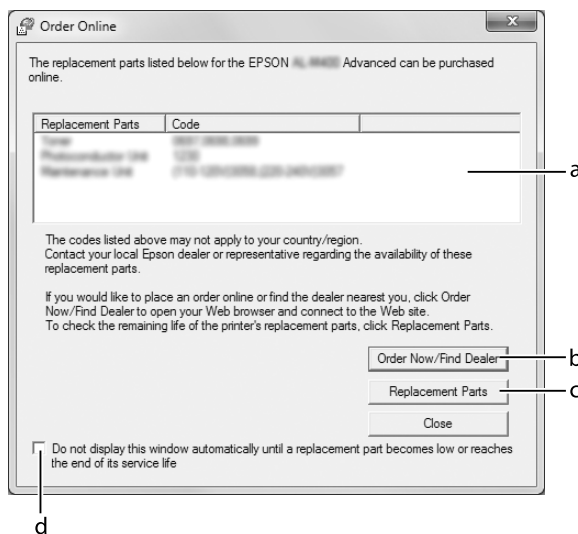 Order Online
The replacement parts listed below for the EPSON Advanced can be purchased
online.
Replacement Parts Code
a
The codes listed above may not apply to your country/region.
Contact your local Epson dealer or representative regarding the availability of these
replacement parts.
If you would like to place an order online or find the dealer nearest you, click Order
Now/Find Dealer to open your Web browser and connect to the Web site.
To check the remaining life of the printer's replacement parts, click Replacement Parts.
Order Now/Find Dealer b
Replacement Parts c
Close
Do not display this window automatically until a replacement part becomes low or reaches
the end of its service life
d